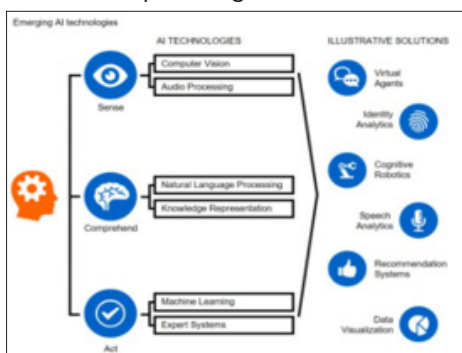 Emerging AI technologies
AI TECHNOLOGIES
ILLUSTRATIVE SOLUTIONS
Computer Vision
Audio Processing
Sense
Natural Language Processing
Knowledge Representation
Comprehend
Machine Learning
Expert Systems
Act
Virtual
Agents
Identity
Analytics
Cognitive
Robotics
Speech
Analytics
Recommendation
Systems
Data
Visualization